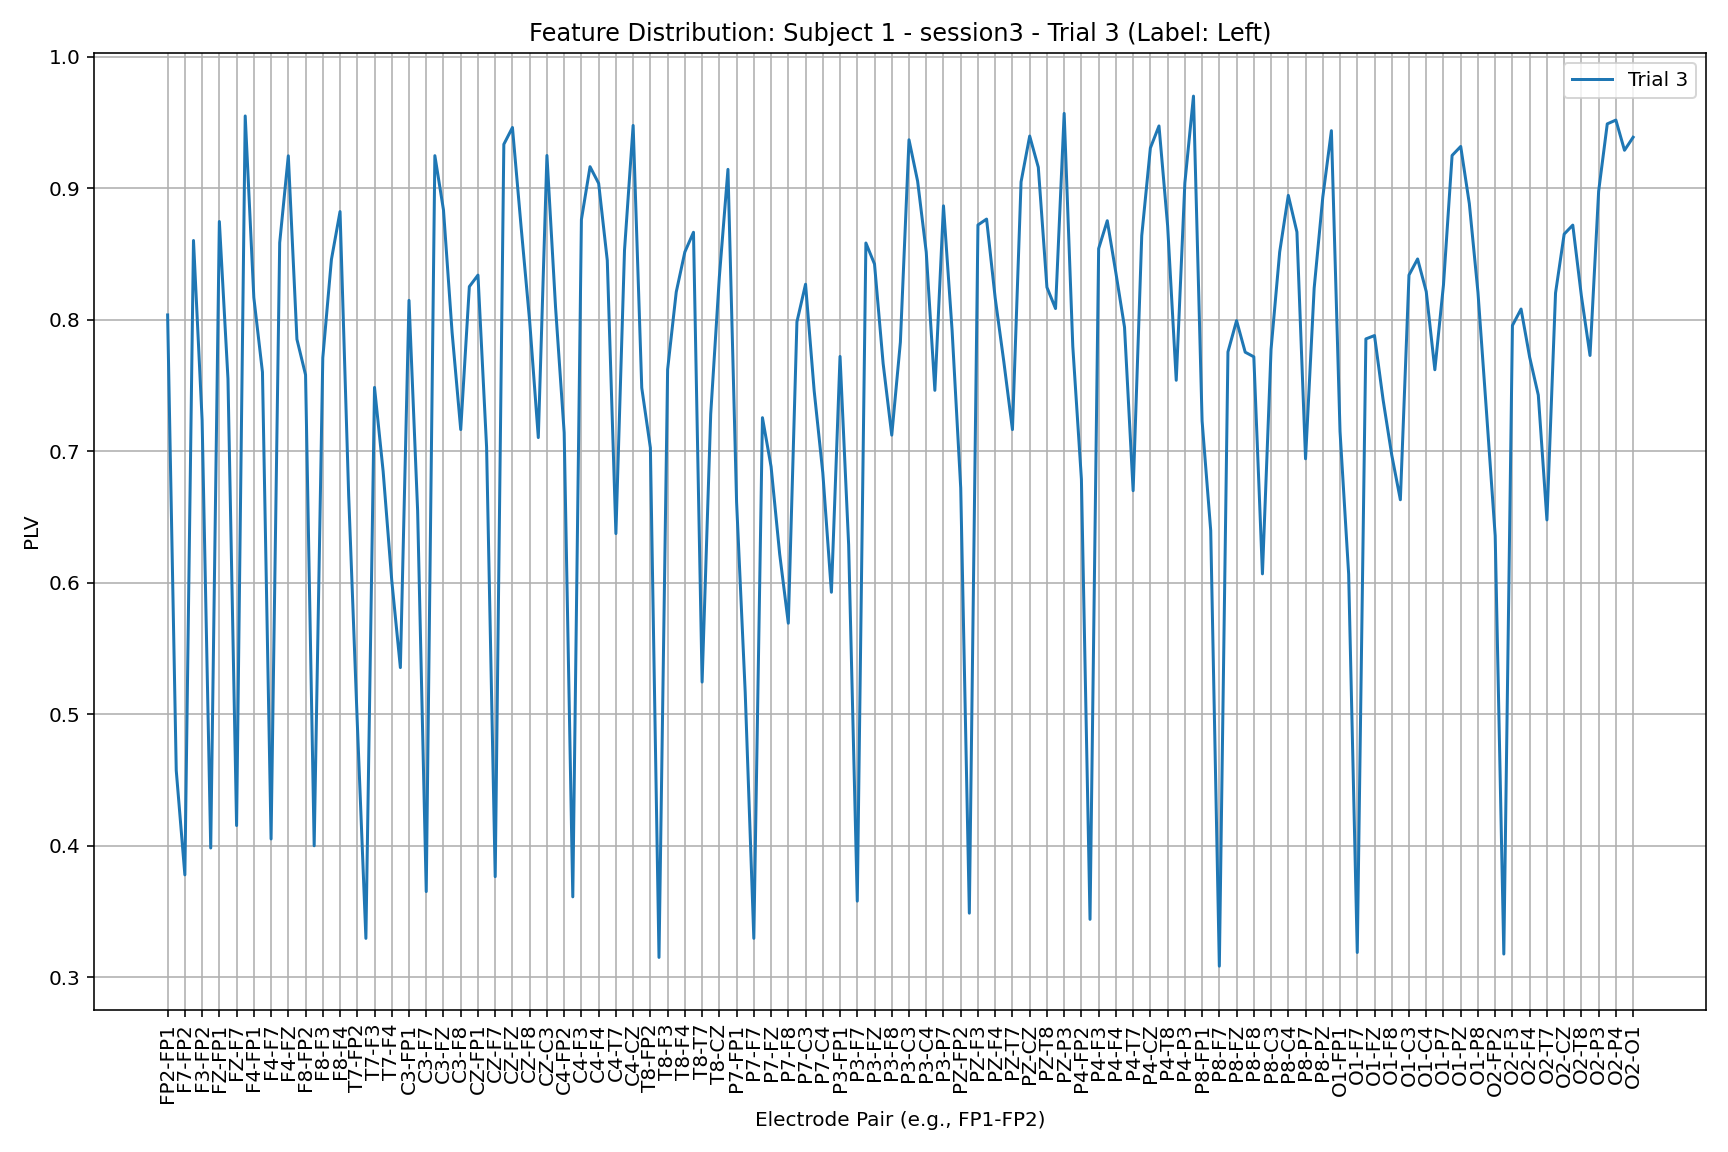 Feature Distribution: Subject 1 - session3 - Trial 3 (Label: Left)
Trial 3
PLV
1.0
0.9
0.8
0.7
0.6
0.5
0.4
0.3
FP2-FP1
F7-FP2
F3-FP2
FZ-FP1
FZ-F7
F4-FP1
F4-F7
F4-FZ
F8-FP2
F8-F3
F8-F4
T7-FP2
T7-F3
T7-F4
C3-FP1
C3-F7
C3-FZ
C3-F8
CZ-FP1
CZ-F7
CZ-FZ
CZ-F8
CZ-C3
C4-FP2
C4-F3
C4-F4
C4-T7
C4-CZ
T8-FP2
T8-F3
T8-F4
T8-T7
T8-CZ
P7-FP1
P7-F7
P7-FZ
P7-F8
P7-C3
P7-C4
P3-FP1
P3-F7
P3-FZ
P3-F8
P3-C3
P3-C4
P3-P7
PZ-FP2
PZ-F3
PZ-F4
PZ-T7
PZ-CZ
PZ-T8
PZ-P3
P4-FP2
P4-F3
P4-F4
P4-T7
P4-CZ
P4-T8
P4-P3
P8-FP1
P8-F7
P8-FZ
P8-F8
P8-C3
P8-C4
P8-P7
P8-PZ
O1-FP1
O1-F7
O1-FZ
O1-F8
O1-C3
O1-C4
O1-P7
O1-PZ
O1-P8
O2-FP2
O2-F3
O2-F4
O2-T7
O2-CZ
O2-T8
O2-P3
O2-P4
O2-O1
Electrode Pair (e.g., FP1-FP2)